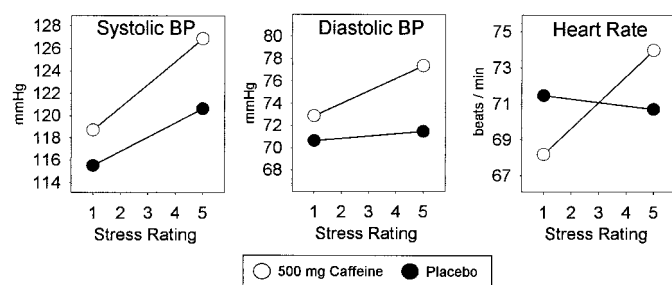 Systolic BP
mmHg
128
126
124
122
120
118
116
114
1 2 3 4 5
Stress Rating
Diastolic BP
mmHg
80
78
76
74
72
70
68
1 2 3 4 5
Stress Rating
Heart Rate
beats / min
75
71
67
1 2 3 4 5
Stress Rating
500 mg Caffeine
Placebo